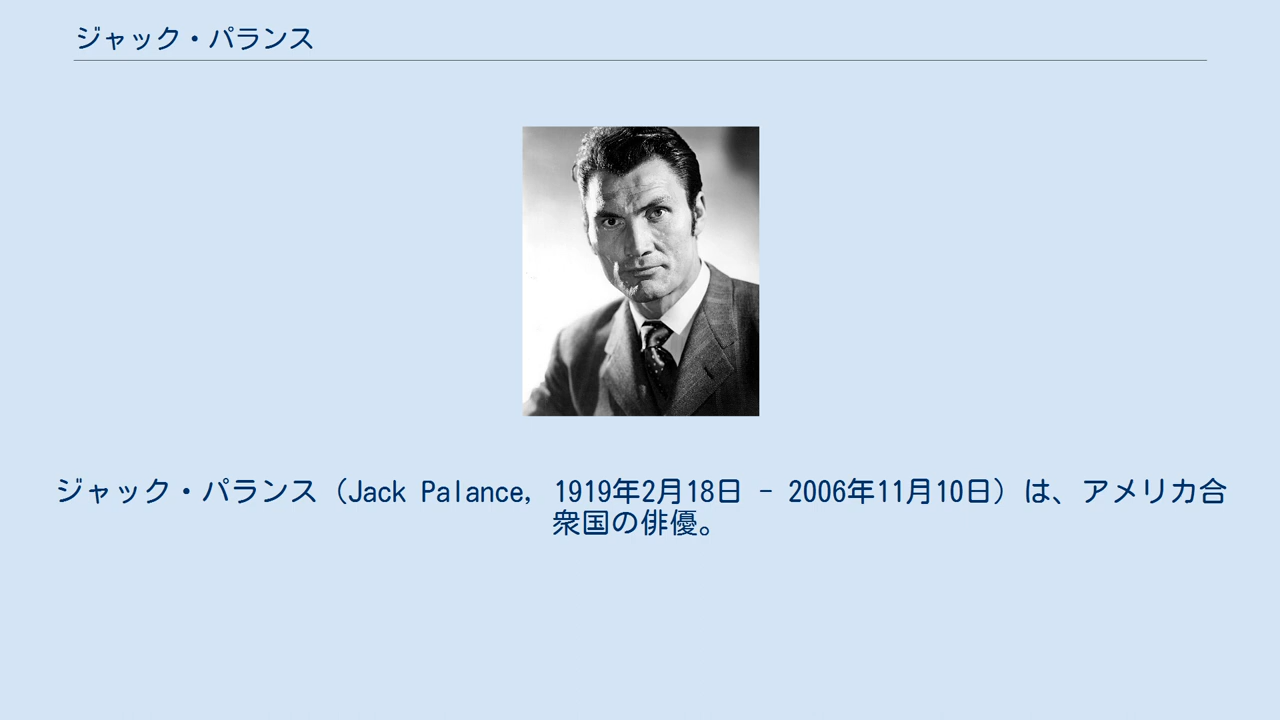 ジャック・パランス
ジャック・パランス（Jack Palance, 1919年2月18日 - 2006年11月10日）は、アメリカ合
衆国の俳優。